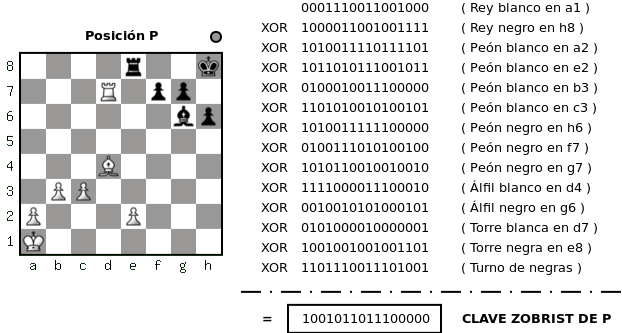 Posición P
8
7
6
5
4
3
2
1
a b c d e f g h
0001110011001000 ( Rey blanco en a1 )
XOR 1000011001001111 ( Rey negro en h8 )
XOR 1010011110111101 ( Peón blanco en a2 )
XOR 1011010111001011 ( Peón blanco en e2 )
XOR 0100010011100000 ( Peón blanco en b3 )
XOR 1101010010100101 ( Peón blanco en c3 )
XOR 1010011111100000 ( Peón negro en h6 )
XOR 0100111010100100 ( Peón negro en f7 )
XOR 1010110010010010 ( Peón negro en g7 )
XOR 1111000011100010 ( Álfil blanco en d4 )
XOR 0010010101000101 ( Álfil negro en g6 )
XOR 0101000010000001 ( Torre blanca en d7 )
XOR 1001001001001101 ( Torre negra en e8 )
XOR 1101110011101001 ( Turno de negras )
= 1001011011100000 CLAVE ZOBRIST DE P